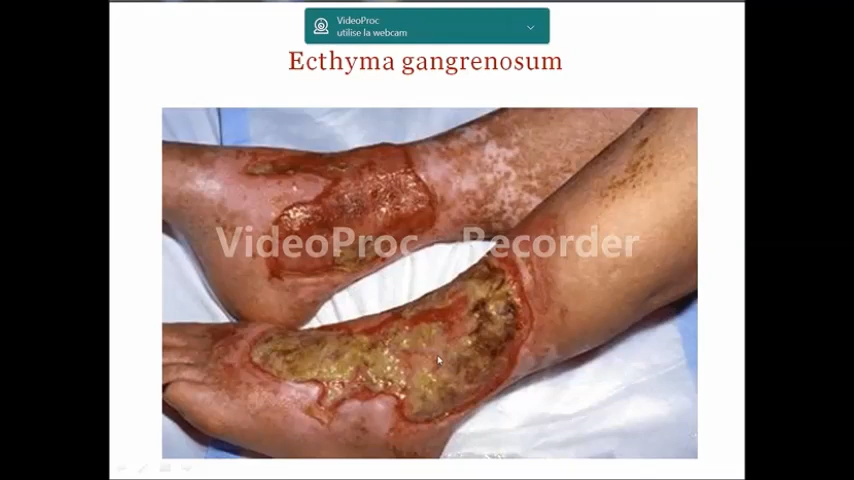 VideoProc
utilise la webcam
Ecthyma gangrenosum
VideoProc Recorder